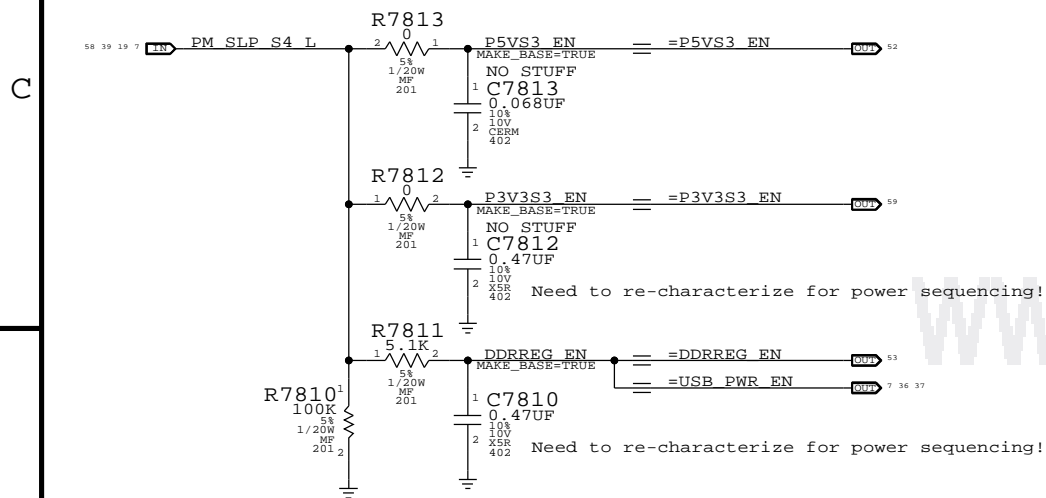 R7813
0
58 39 19 7 IN PM_SLP_S4_L 2 1 P5VS3_EN =P5VS3_EN OUT 52
MAKE_BASE=TRUE
5%
1/20W
MF
201
NO STUFF
1 C7813
0.068UF
10%
10V
2 CERM
402
C
R7812
0
1 2 P3V3S3_EN =P3V3S3_EN OUT 59
MAKE_BASE=TRUE
5%
1/20W
MF
201
NO STUFF
1 C7812
0.47UF
10%
10V
2 X5R
402 Need to re-characterize for power sequencing!
WW
R7811
5.1K
1 2 DDRREG_EN =DDRREG_EN OUT 53
MAKE_BASE=TRUE
=USB_PWR_EN OUT 7 36 37
5%
1/20W
MF
201
R7810 1
100K
5%
1/20W
MF
201 2
1 C7810
0.47UF
10%
10V
2 X5R
402 Need to re-characterize for power sequencing!